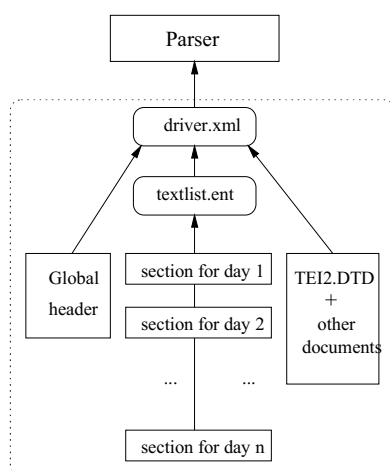 Parser
driver.xml
textlist.ent
Global
header
section for day 1
section for day 2
... ...
section for day n
TEI2.DTD
+
other
documents